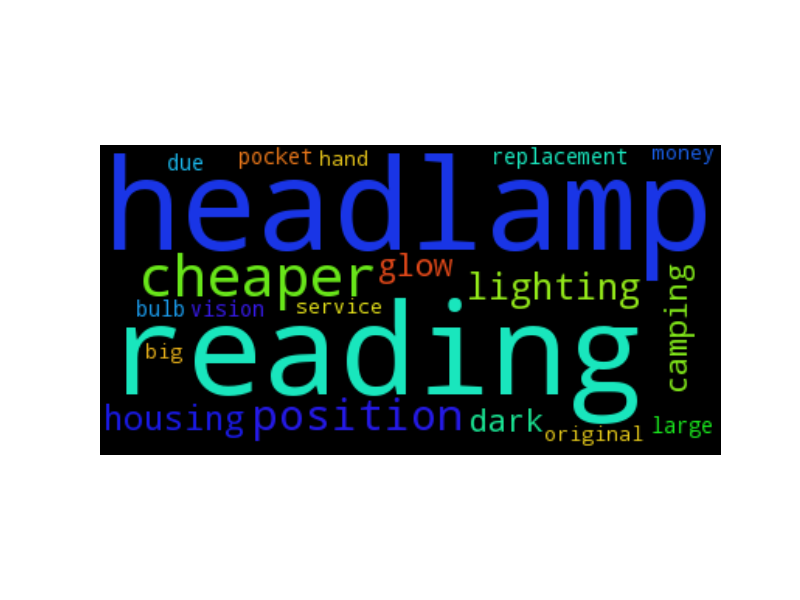 due pocket hand replacement money
headlamp
cheaper glow lighting
camping
bulb vision service
reading
big
housing position dark original large